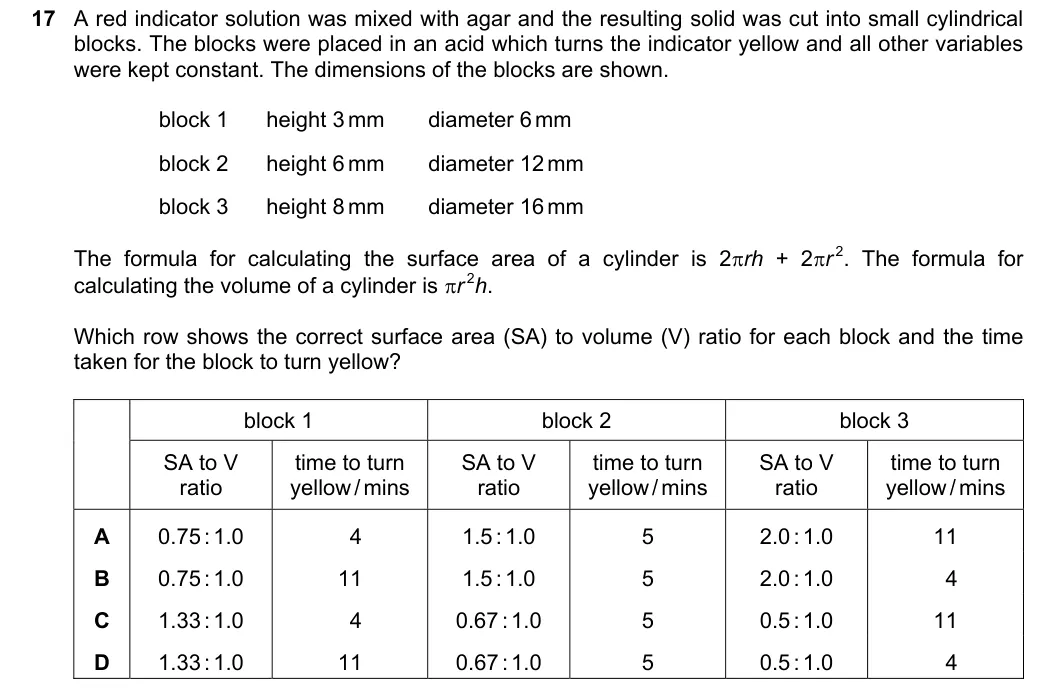 17 A red indicator solution was mixed with agar and the resulting solid was cut into small cylindrical
blocks. The blocks were placed in an acid which turns the indicator yellow and all other variables
were kept constant. The dimensions of the blocks are shown.
block 1 height 3 mm diameter 6 mm
block 2 height 6 mm diameter 12 mm
block 3 height 8 mm diameter 16 mm
The formula for calculating the surface area of a cylinder is 2πrh + 2πr². The formula for
calculating the volume of a cylinder is πr²h.
Which row shows the correct surface area (SA) to volume (V) ratio for each block and the time
taken for the block to turn yellow?
block 1 block 2 block 3
SA to V time to turn SA to V time to turn SA to V time to turn
ratio yellow / mins ratio yellow / mins ratio yellow / mins
A 0.75 : 1.0 4 1.5 : 1.0 5 2.0 : 1.0 11
B 0.75 : 1.0 11 1.5 : 1.0 5 2.0 : 1.0 4
C 1.33 : 1.0 4 0.67 : 1.0 5 0.5 : 1.0 11
D 1.33 : 1.0 11 0.67 : 1.0 5 0.5 : 1.0 4